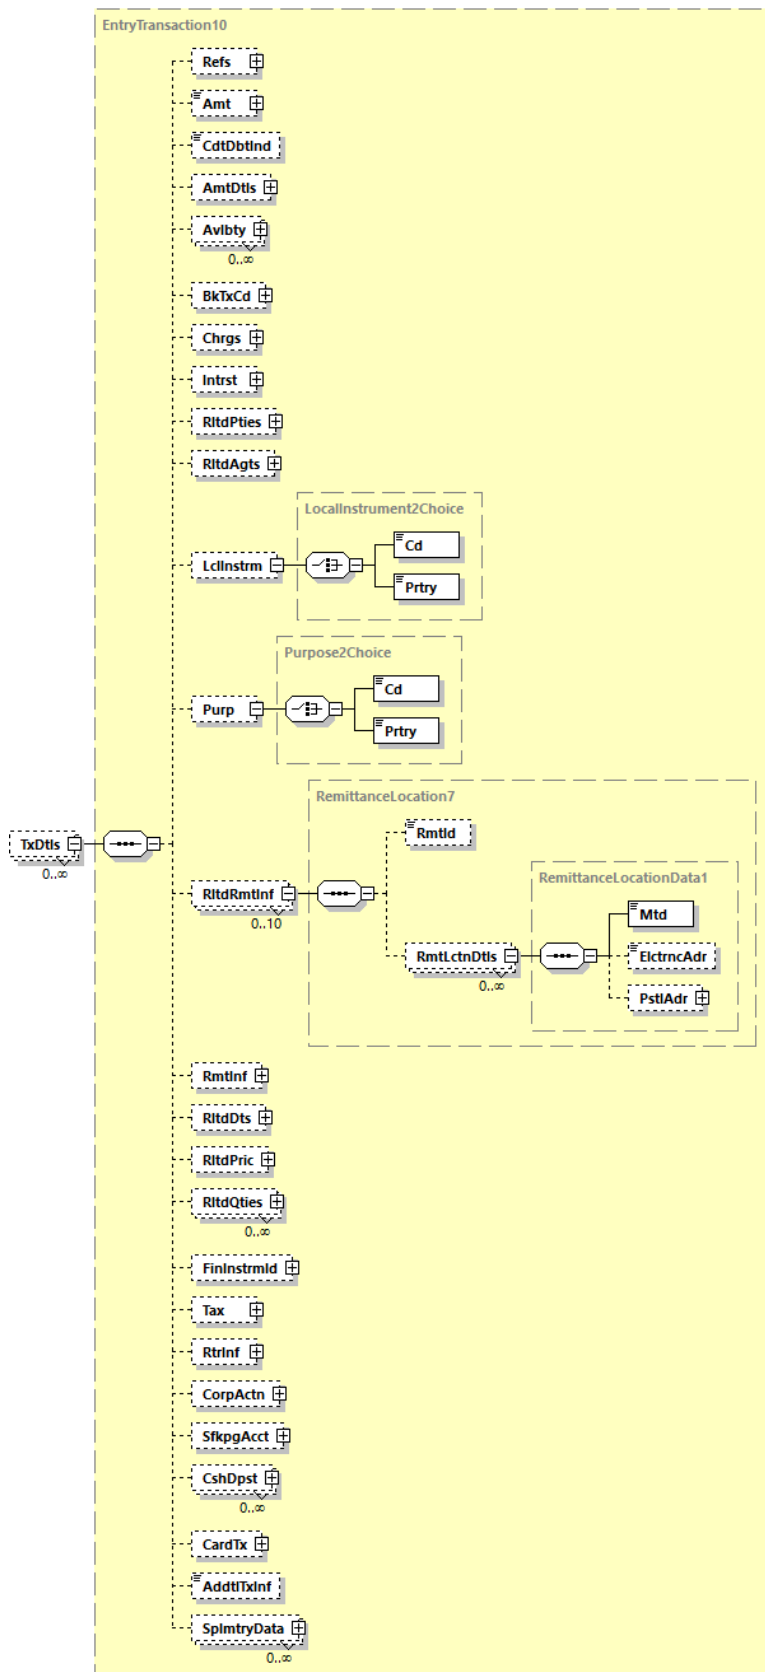 EntryTransaction10
Refs
Amt
CdtDbtInd
AmtDtls
Avlbty
0..∞
BkTxCd
Chrgs
Intrst
RltdPties
RltdAgts
LocalInstrument2Choice
Cd
LclInstrm
Prtry
Purpose2Choice
Cd
Purp
Prtry
RemittanceLocation7
RmtId
TxDtls
0..∞
RemittanceLocationData1
RltdRmtInf
0..10
Mtd
RmtLctnDtls
0..∞
ElctrncAdr
PstlAdr
RmtInf
RltdDts
RltdPric
RltdQties
0..∞
FinInstrmId
Tax
RtrInf
CorpActn
SfkpgAcct
CshDpst
0..∞
CardTx
AddtlTxInf
SplmtryData
0..∞